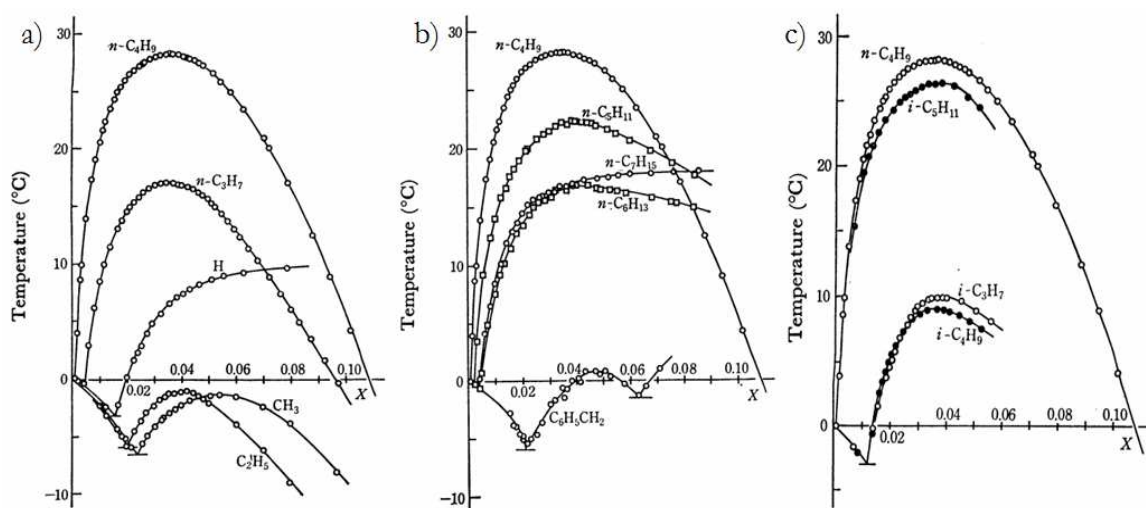 a)
Temperature (°C)
30
20
10
0
−10
n-C₄H₉
n-C₃H₇
H
0.02
0.04
0.06
0.08
0.10
X
CH₃
C₂H₅
b)
Temperature (°C)
30
20
10
0
−10
n-C₄H₉
n-C₅H₁₁
n-C₇H₁₅
n-C₆H₁₃
0.02
0.04
0.06
0.08
0.10
X
C₆H₅CH₂
c)
Temperature (°C)
30
20
10
0
n-C₄H₉
i-C₅H₁₁
i-C₃H₇
i-C₄H₉
0.02
0.04
0.06
0.08
0.10
X